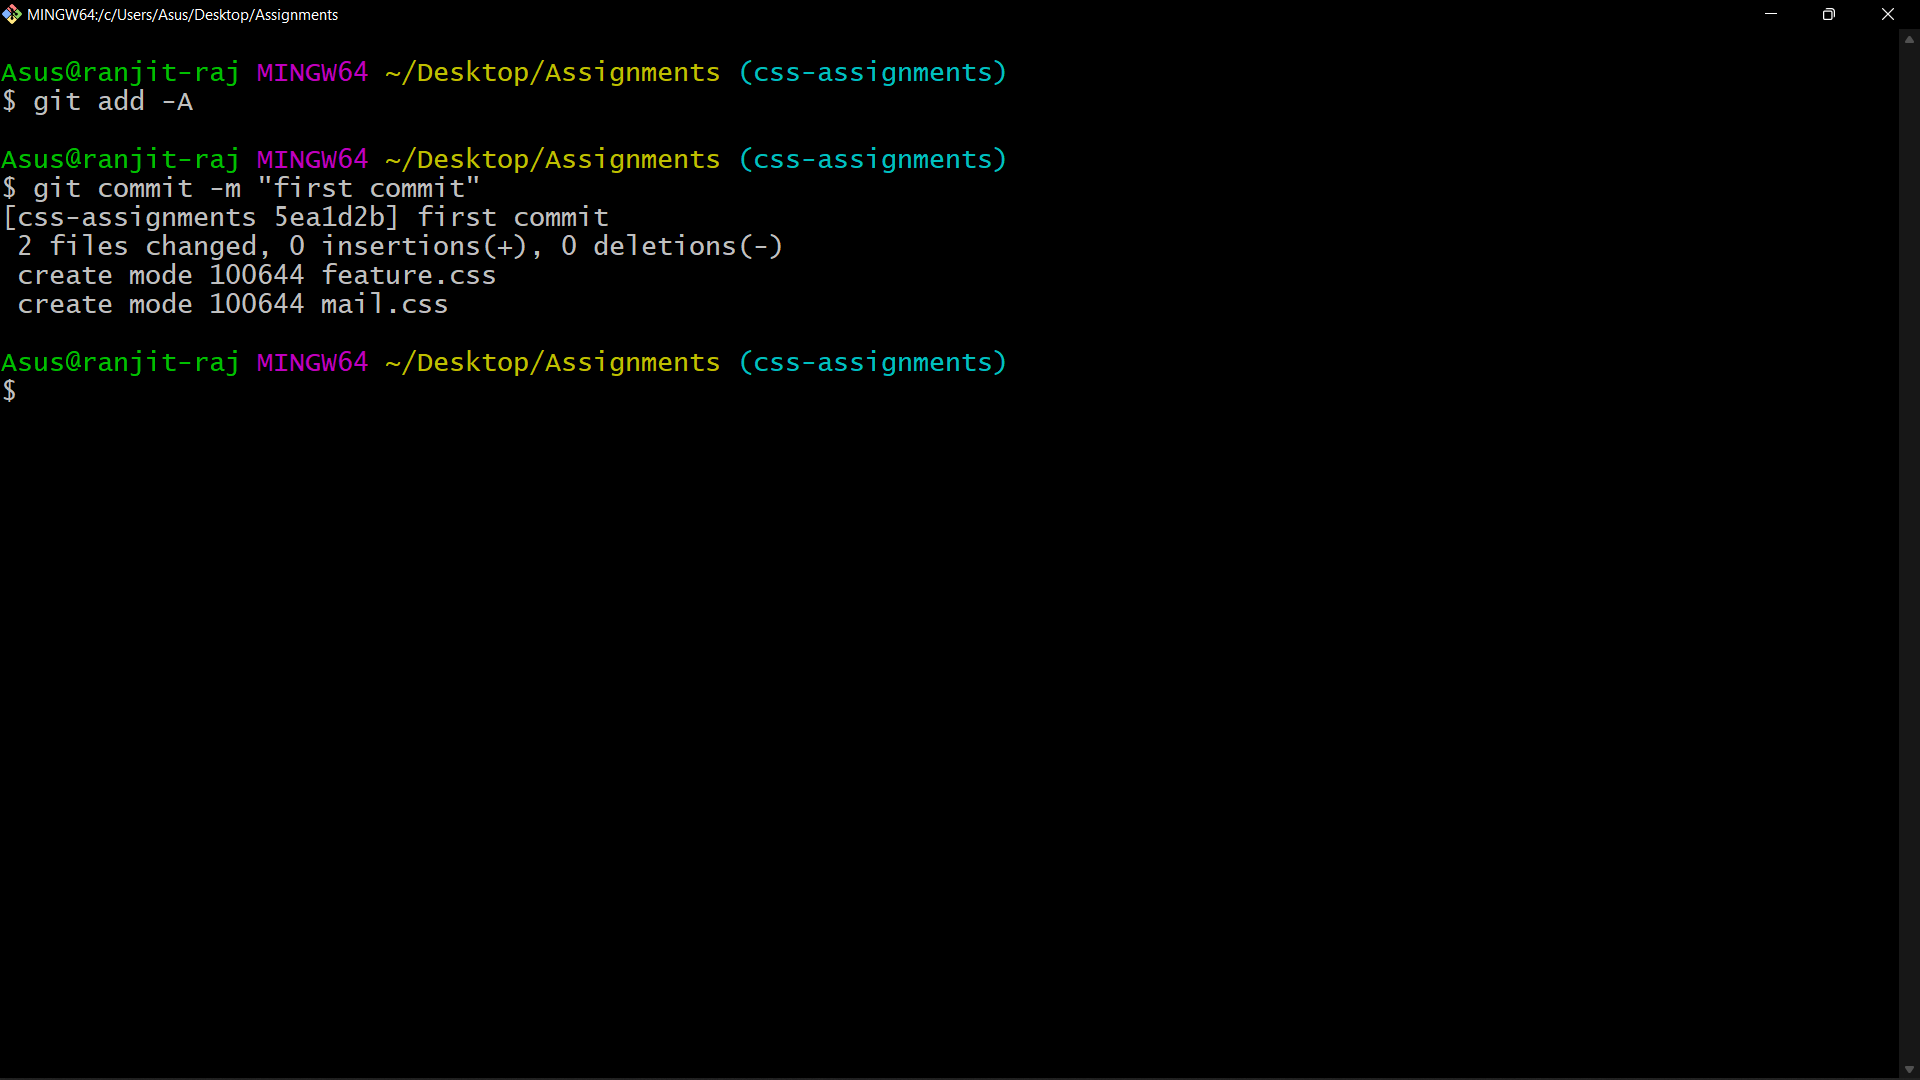 MINGW64:/c/Users/Asus/Desktop/Assignments
Asus@ranjit-raj MINGW64 ~/Desktop/Assignments (css-assignments)
$ git add -A
Asus@ranjit-raj MINGW64 ~/Desktop/Assignments (css-assignments)
$ git commit -m "first commit"
[css-assignments 5ea1d2b] first commit
 2 files changed, 0 insertions(+), 0 deletions(-)
 create mode 100644 feature.css
 create mode 100644 mail.css
Asus@ranjit-raj MINGW64 ~/Desktop/Assignments (css-assignments)
$